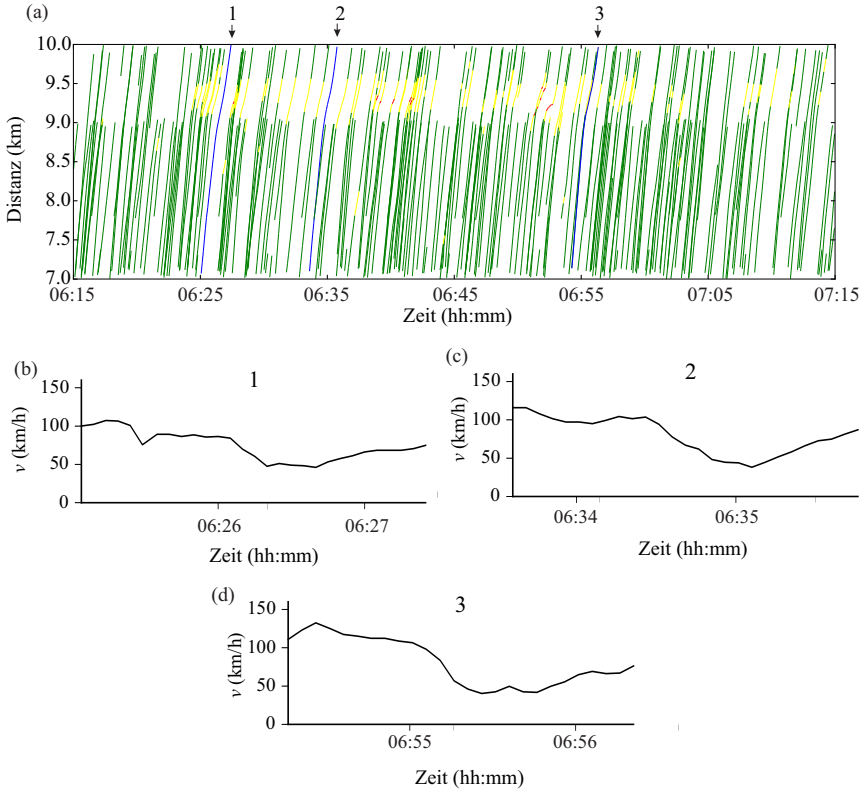 (a)
1 2 3
10.0
9.5
9.0
8.5
8.0
7.5
7.0
Distanz (km)
06:15 06:25 06:35 06:45 06:55 07:05 07:15
Zeit (hh:mm)
(b)
1
150
100
50
0
v (km/h)
06:26 06:27
Zeit (hh:mm)
(c)
2
150
100
50
0
v (km/h)
06:34 06:35
Zeit (hh:mm)
(d)
3
150
100
50
0
v (km/h)
06:55 06:56
Zeit (hh:mm)